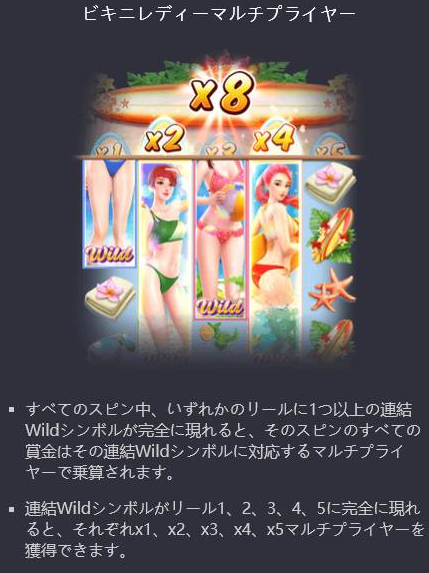 ビキニレディーマルチプライヤー
x8
x1 x2 x3 x4 x5
Wild
Wild
すべてのスピン中、いずれかのリールに1つ以上の連結
Wildシンボルが完全に現れると、そのスピンのすべての
賞金はその連結Wildシンボルに対応するマルチプライ
ヤーで乗算されます。
連結Wildシンボルがリール1、2、3、4、5に完全に現れ
ると、それぞれx1、x2、x3、x4、x5マルチプライヤーを
獲得できます。